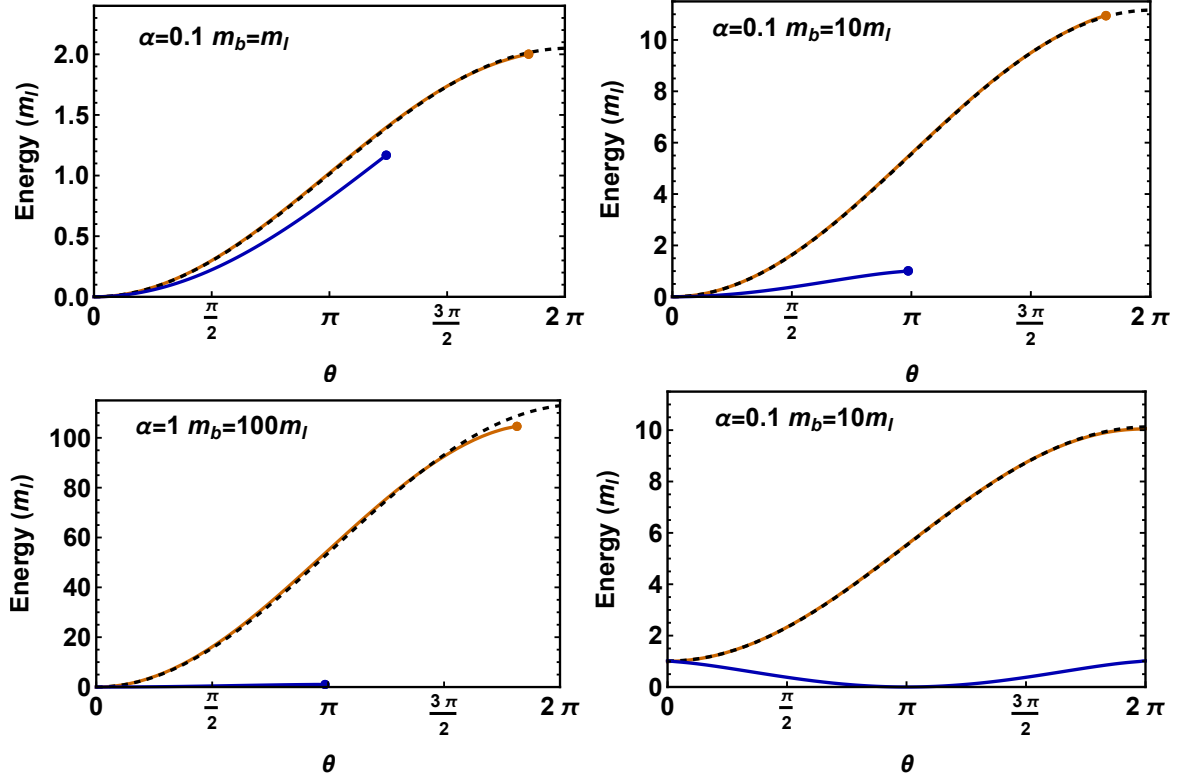 α=0.1 m_b=m_l
Energy (m_l)
2.0
1.5
1.0
0.5
0.0
0
π/2
π
3π/2
2π
θ
α=0.1 m_b=10m_l
Energy (m_l)
10
8
6
4
2
0
0
π/2
π
3π/2
2π
θ
α=1 m_b=100m_l
Energy (m_l)
100
80
60
40
20
0
0
π/2
π
3π/2
2π
θ
α=0.1 m_b=10m_l
Energy (m_l)
10
8
6
4
2
0
0
π/2
π
3π/2
2π
θ